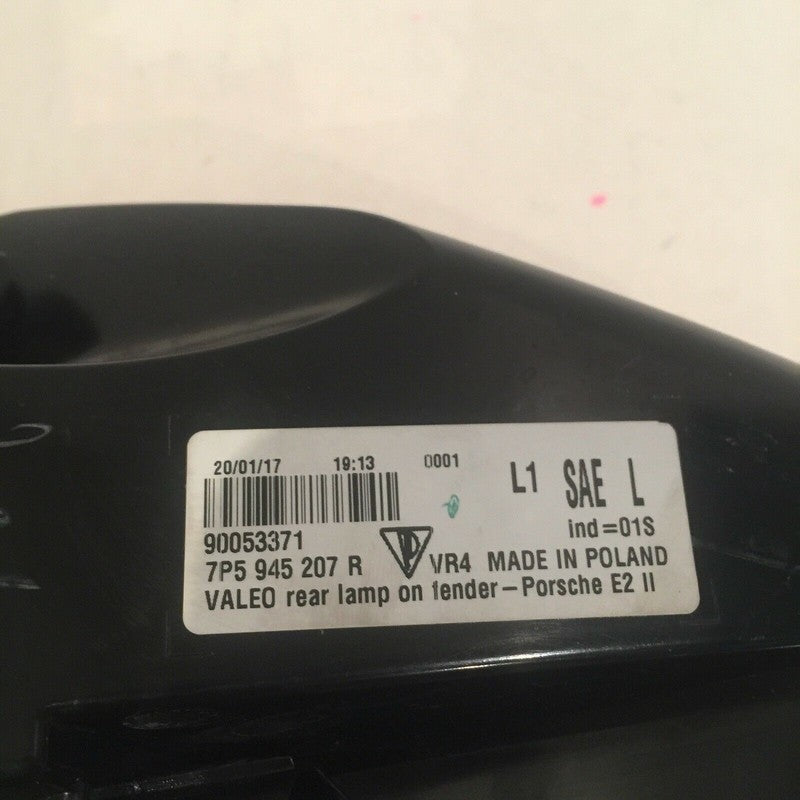 20/01/17 19:13 0001
L1 SAE L
ind=01S
90053371
7P5 945 207 R VR4 MADE IN POLAND
VALEO rear lamp on fender-Porsche E2 II